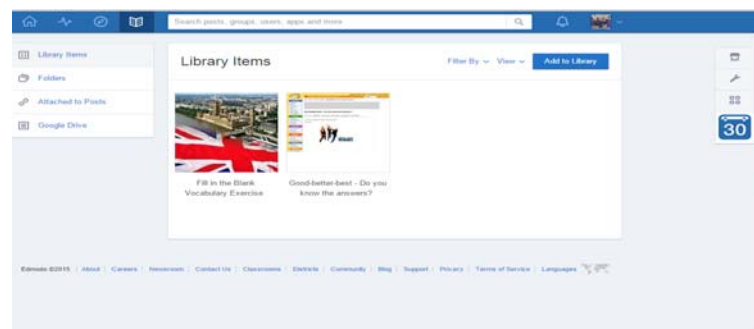 Search posts, groups, users, apps and more
Library Items
Folders
Attached to Posts
Google Drive
Library Items
Filter By
View
Add to Library
Fill in the Blank
Vocabulary Exercise
Good-better-best - Do you
know the answers?
30
Edmodo ©2015 | About | Careers | Newsroom | Contact Us | Classrooms | Districts | Community | Blog | Support | Privacy | Terms of Service | Languages